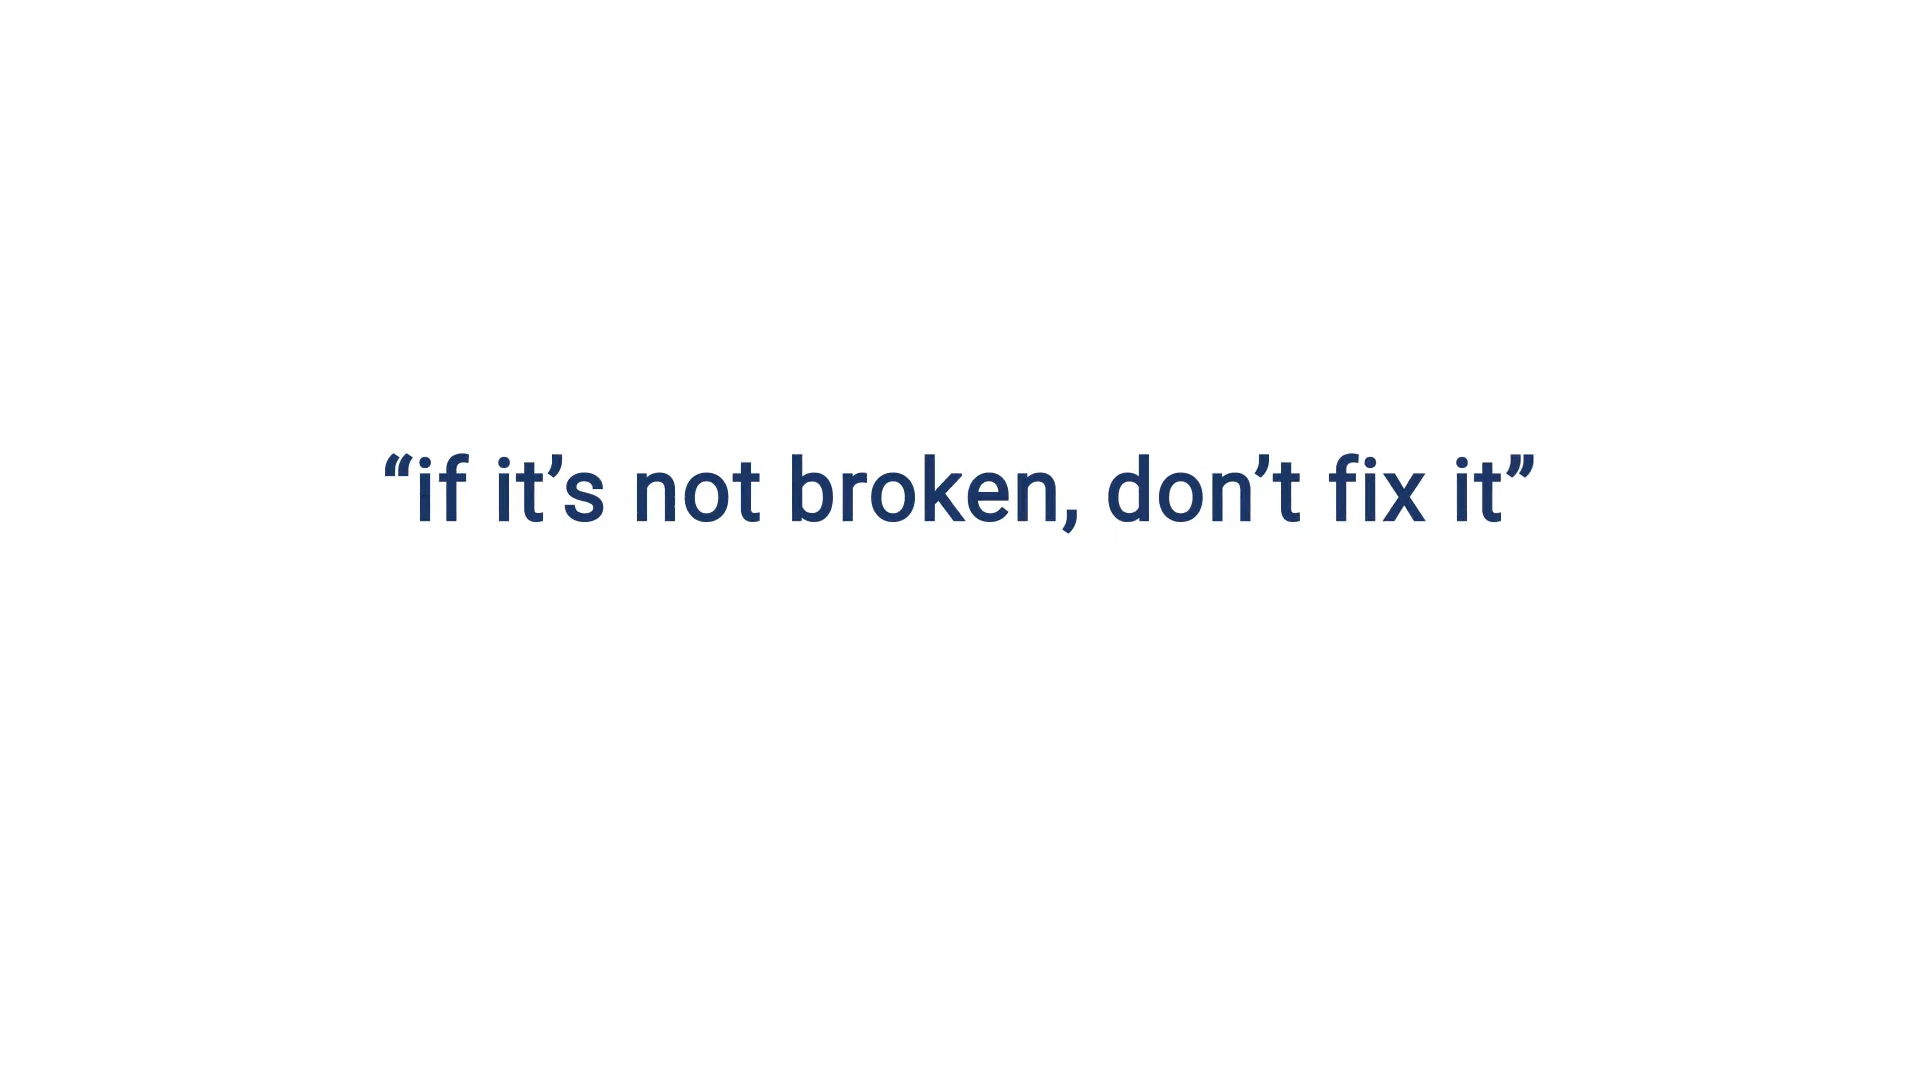 “if it’s not broken, don’t fix it”